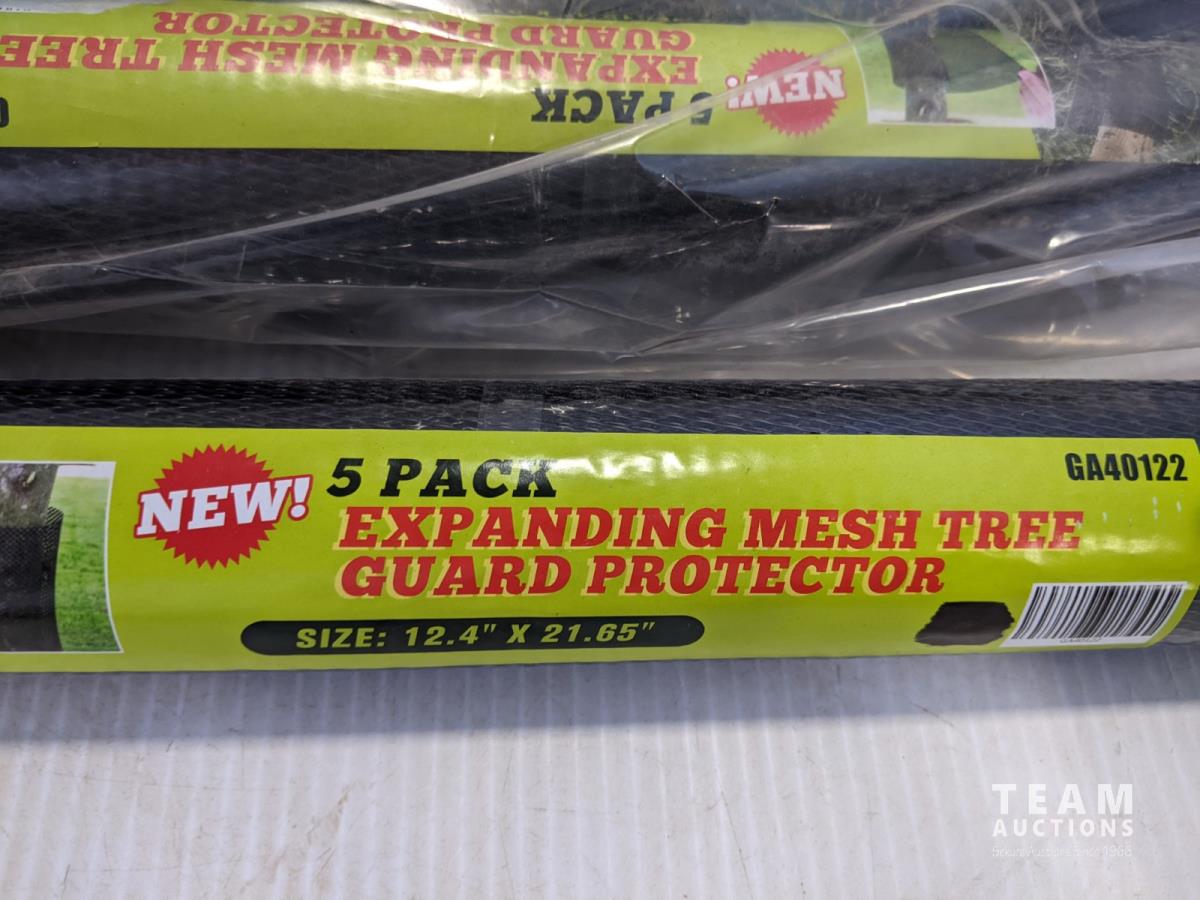 GUARD PROTECTOR
EXPANDING MESH TREE
5 PACK
NEW!
NEW!
5 PACK
GA40122
EXPANDING MESH TREE
GUARD PROTECTOR
SIZE: 12.4" X 21.65"
TEAM
AUCTIONS